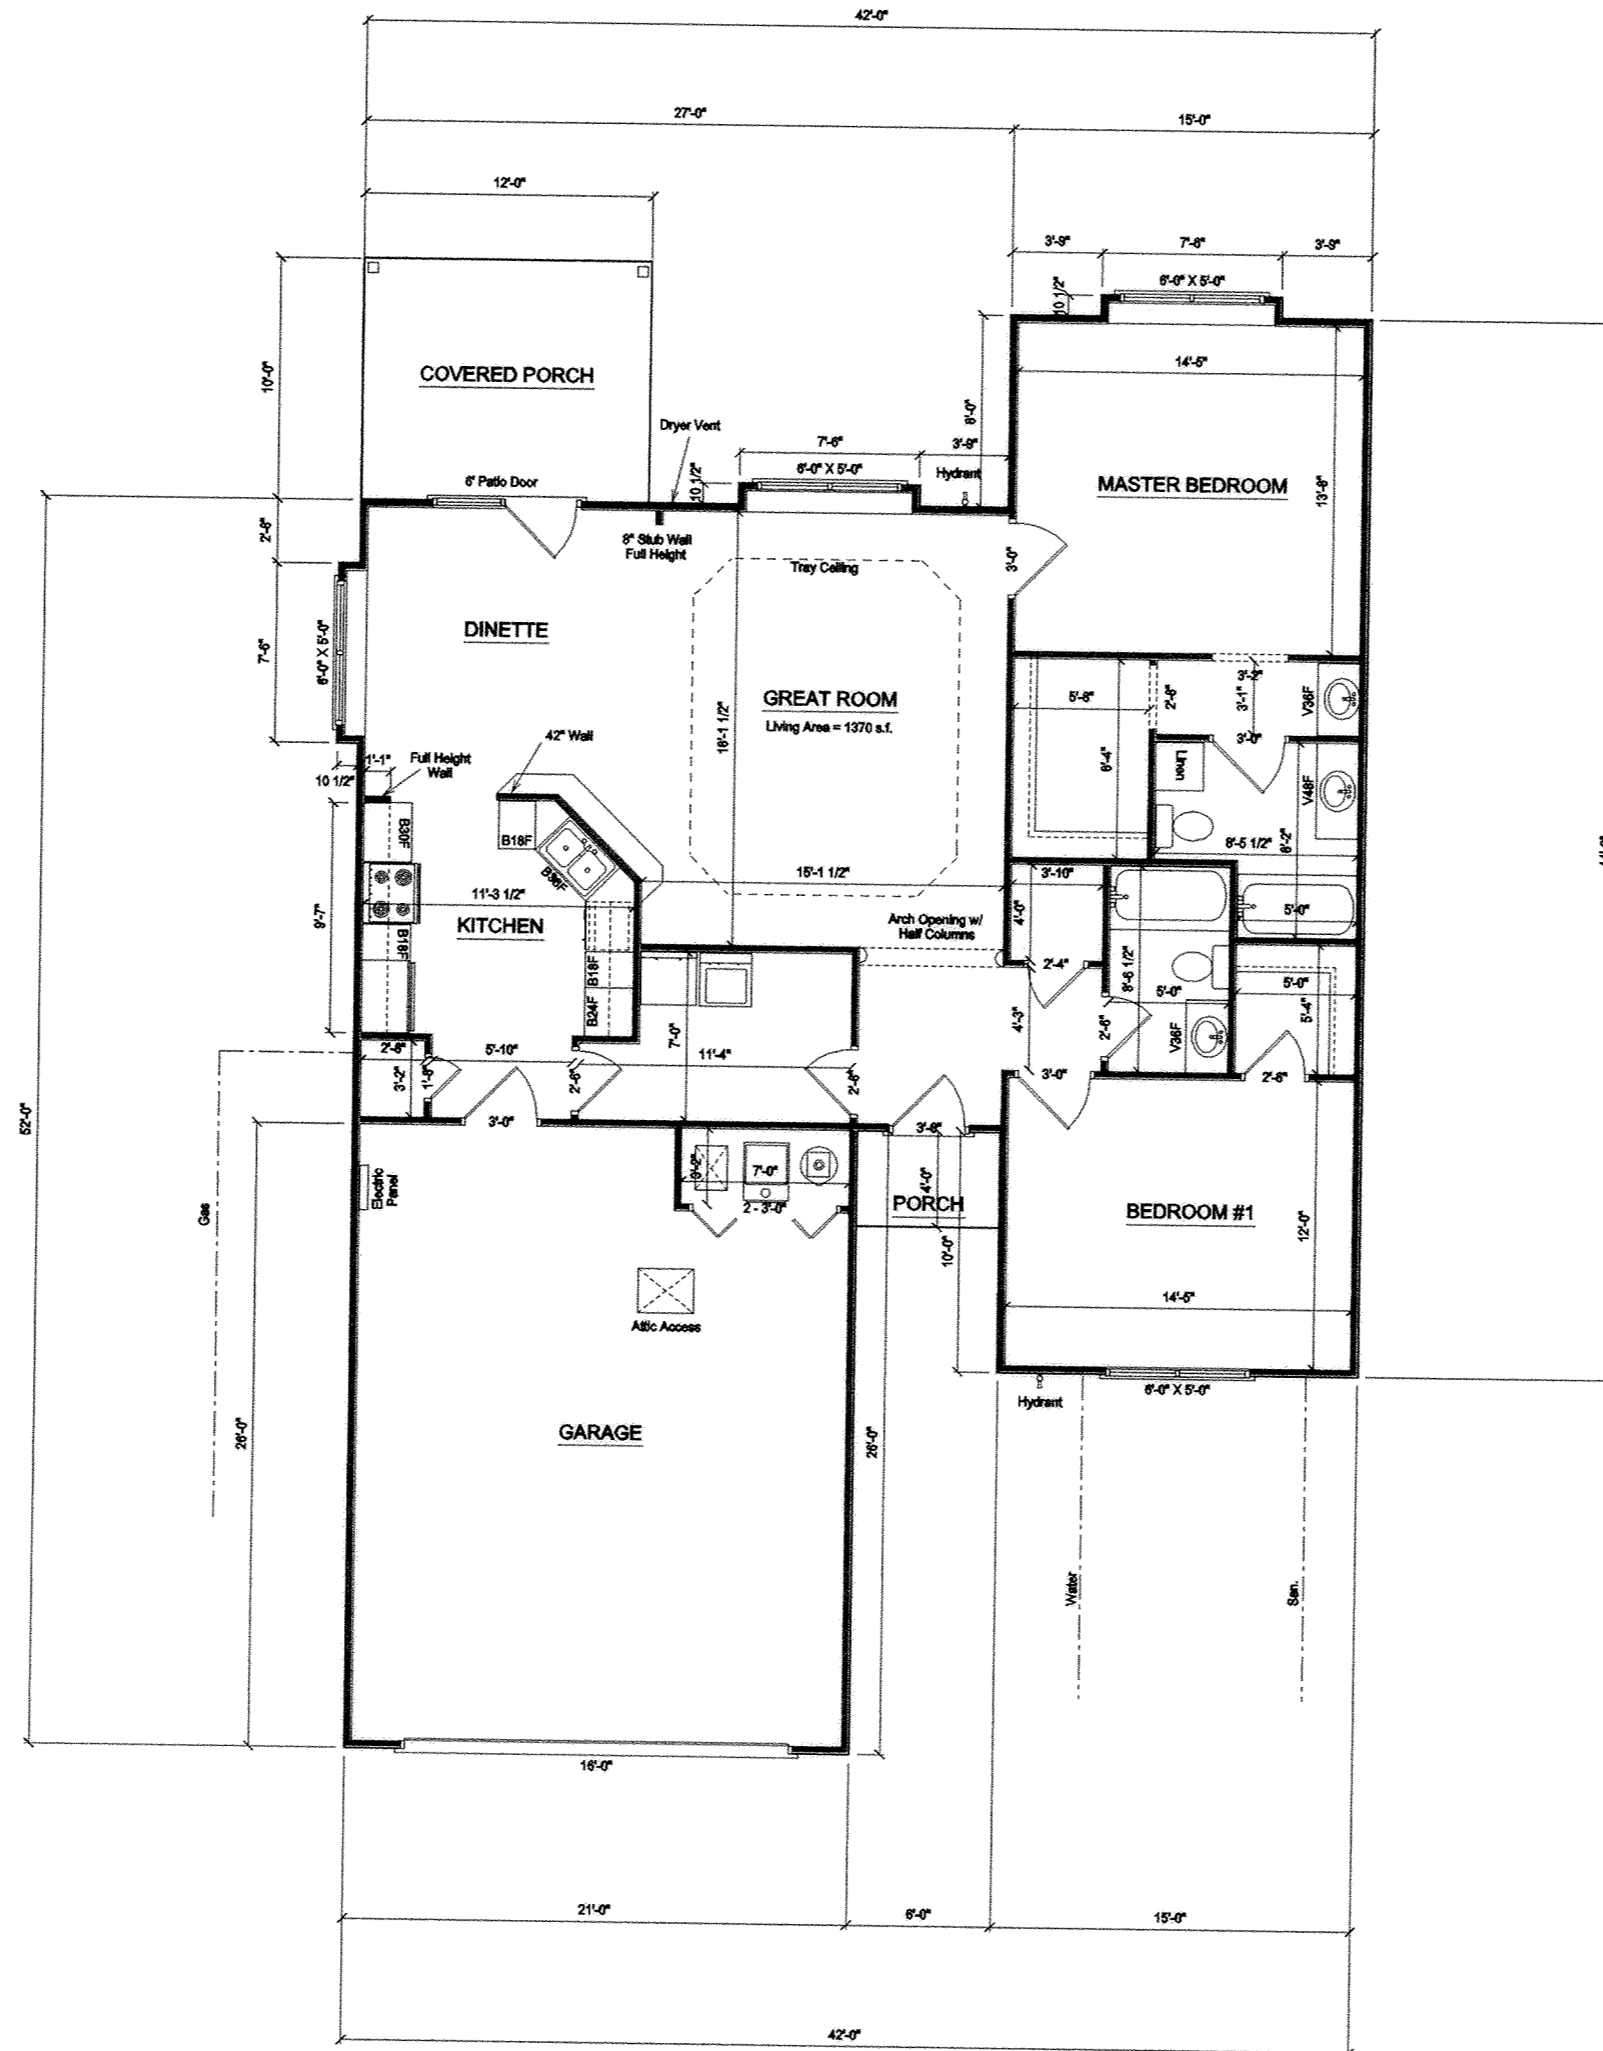 42'-0"
27'-0"
15'-0"
12'-0"
3'-9"
7'-6"
3'-9"
6'-0" X 5'-0"
10 1/2"
14'-5"
COVERED PORCH
10'-0"
8'-0"
Dryer Vent
7'-6"
3'-9"
6'-0" X 5'-0"
Hydrant
10 1/2"
MASTER BEDROOM
13'-8"
6' Patio Door
2'-6"
8" Stub Wall
Full Height
Tray Ceiling
3'-0"
DINETTE
7'-6"
6'-0" X 5'-0"
GREAT ROOM
Living Area = 1370 s.f.
18'-1 1/2"
5'-8"
2'-6"
3'-2"
3'-1"
3'-0"
V36F
42" Wall
1'-1"
Full Height
Wall
10 1/2"
8'-4"
Linen
V48F
B30F
B18F
B36F
8'-5 1/2"
8'-2"
15'-1 1/2"
3'-10"
11'-3 1/2"
9'-7"
KITCHEN
B18F
Arch Opening w/
Half Columns
4'-0"
5'-0"
B18F
B24F
2'-4"
8'-6 1/2"
5'-0"
5'-0"
5'-4"
4'-3"
2'-6"
V36F
7'-0"
2'-8"
5'-10"
11'-4"
3'-2"
1'-8"
2'-6"
2'-8"
3'-0"
2'-6"
3'-0"
3'-8"
52'-0"
Gas
Electric
Panel
3'-2"
7'-0"
2 - 3'-0"
4'-0"
PORCH
10'-0"
BEDROOM #1
12'-0"
14'-5"
Attic Access
6'-0" X 5'-0"
Hydrant
GARAGE
26'-0"
26'-0"
Water
San.
16'-0"
21'-0"
6'-0"
15'-0"
42'-0"